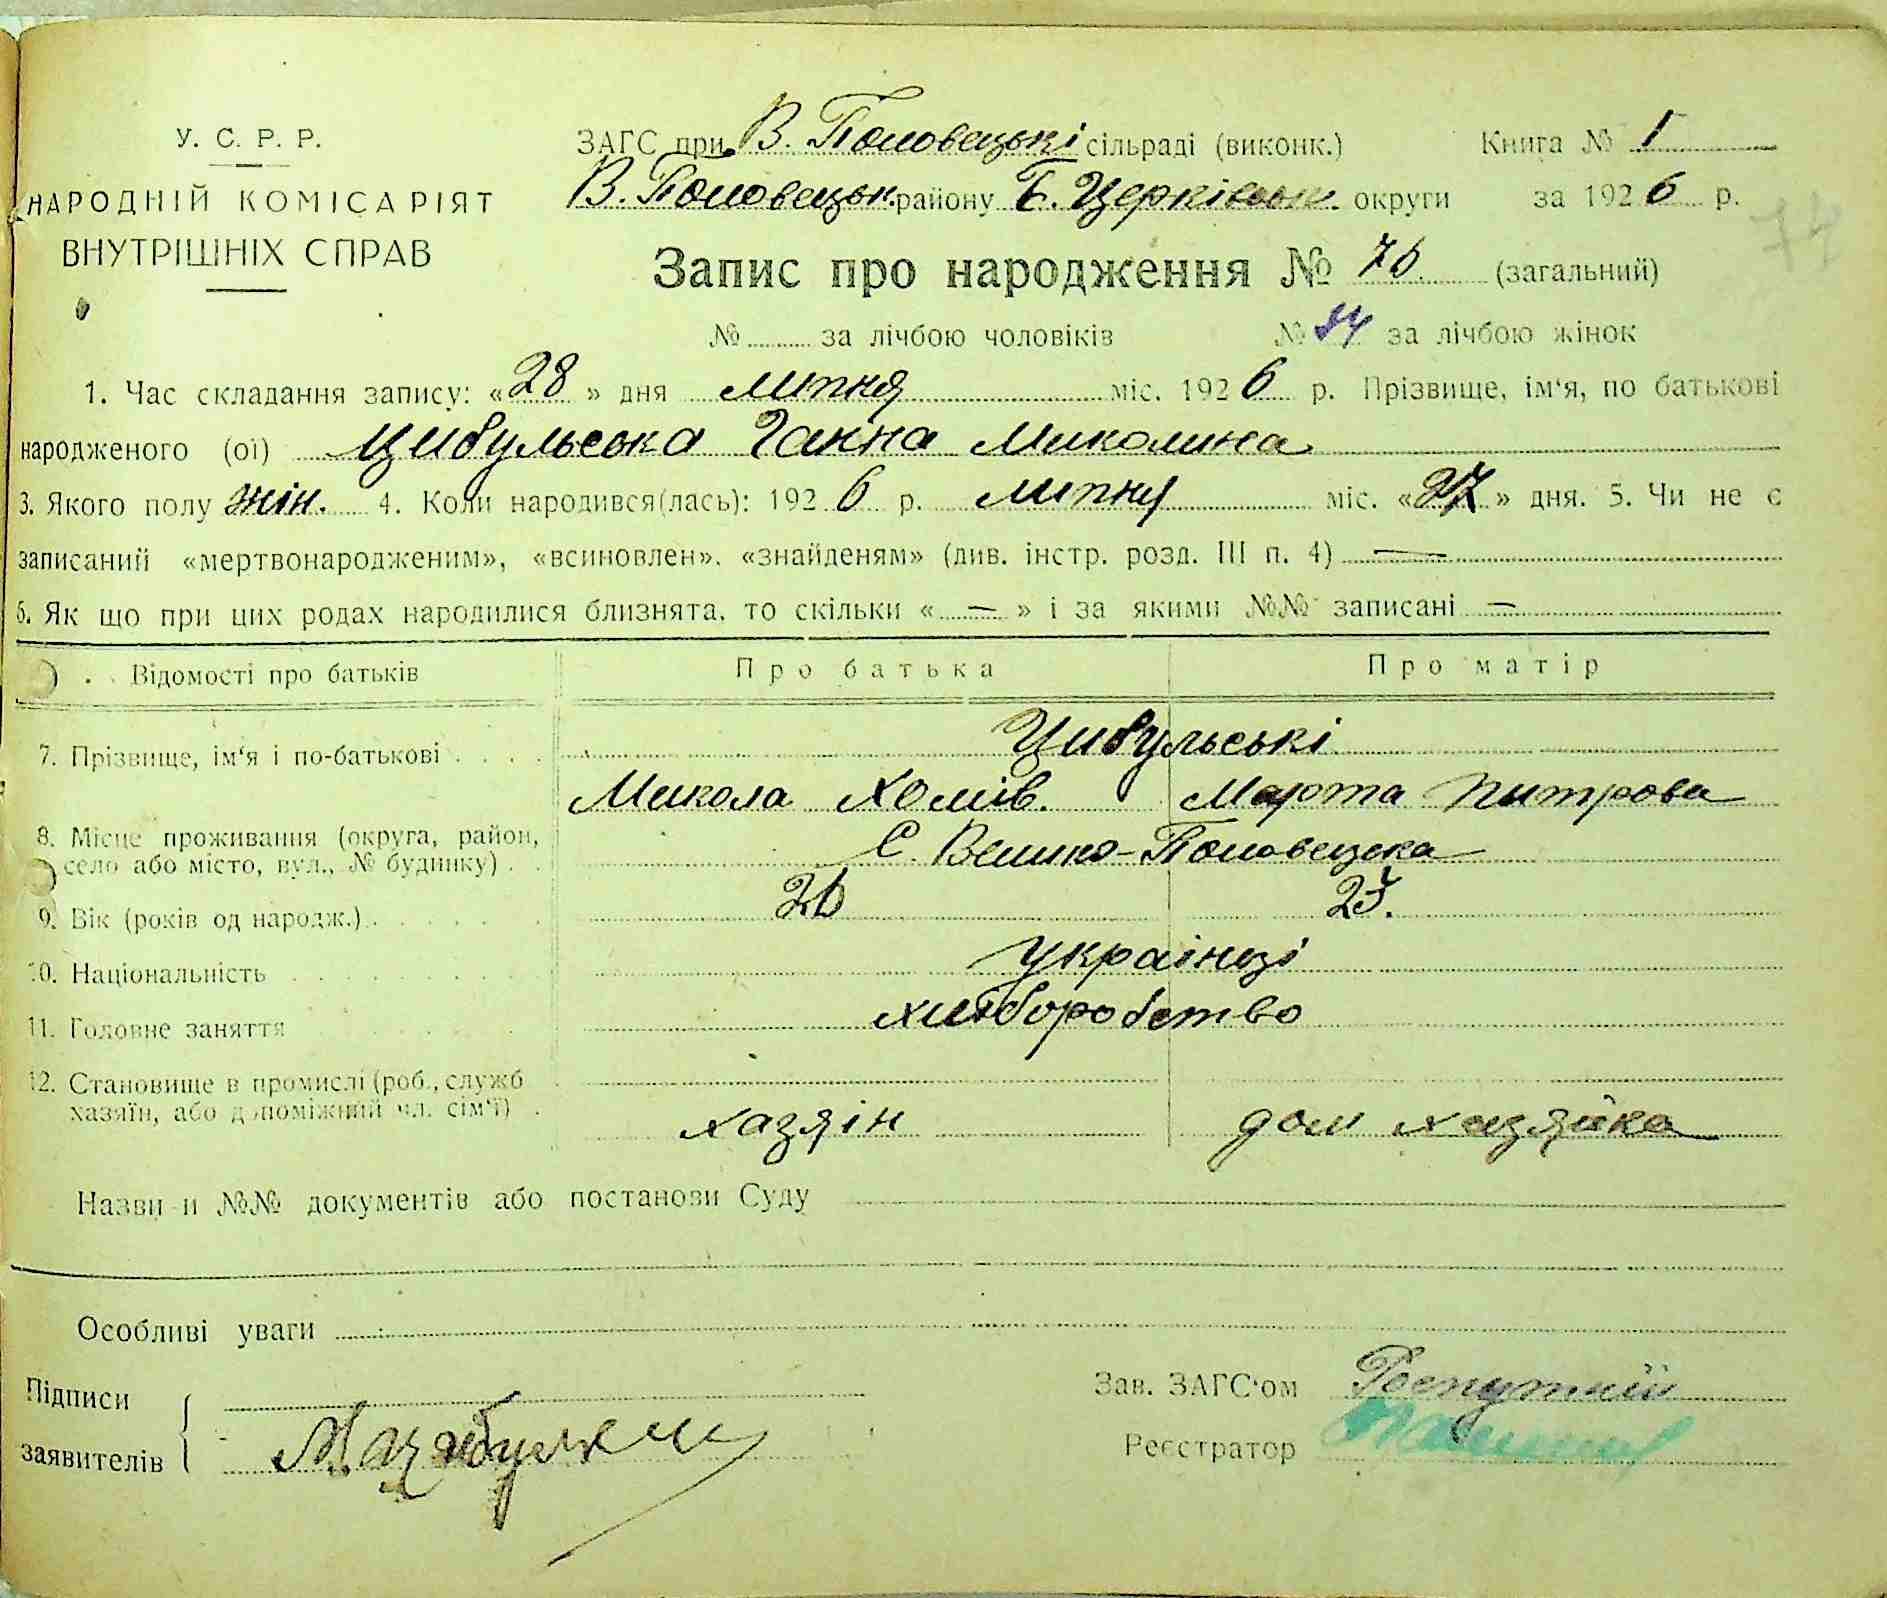 У. С. Р. Р.
НАРОДНІЙ КОМІСАРІЯТ
ВНУТРІШНІХ СПРАВ
ЗАГС при В. Половецькі сільраді (виконк.) Книга № 1
В. Половецьк. району Б. Церківськ. округи за 1926 р.
74
Запис про народження № 76 (загальний)
№ за лічбою чоловіків № за лічбою жінок
1. Час складання запису: «28» дня липня міс. 1926 р. Прізвище, ім'я, по батькові
народженого (ої) Цибульська Ганна Миколина
3. Якого полу жін. 4. Коли народився(лась): 1926 р. липня міс. «27» дня. 5. Чи не є
записаний «мертвонародженим», «всиновлен», «знайденям» (див. інстр. розд. III п. 4) —
6. Як що при цих родах народилися близнята, то скільки « — » і за якими №№ записані —
Відомості про батьків Про батька Про матір
7. Прізвище, ім'я і по-батькові Цибульські
Микола Хомів. Марта Питрова
8. Місце проживання (округа, район,
село або місто, вул., № будинку) С. Велико-Половецька
9. Вік (років од народж.) 26 27.
10. Національність українці
11. Головне заняття хліборобство
12. Становище в промислі (роб., служб
хазяїн, або допоміжний чл. сім'ї) хазяін дом хазяйка
Назви и №№ документів або постанови Суду
Особливі уваги
Підписи
заявителів
Зав. ЗАГС'ом Роспутній
Реєстратор